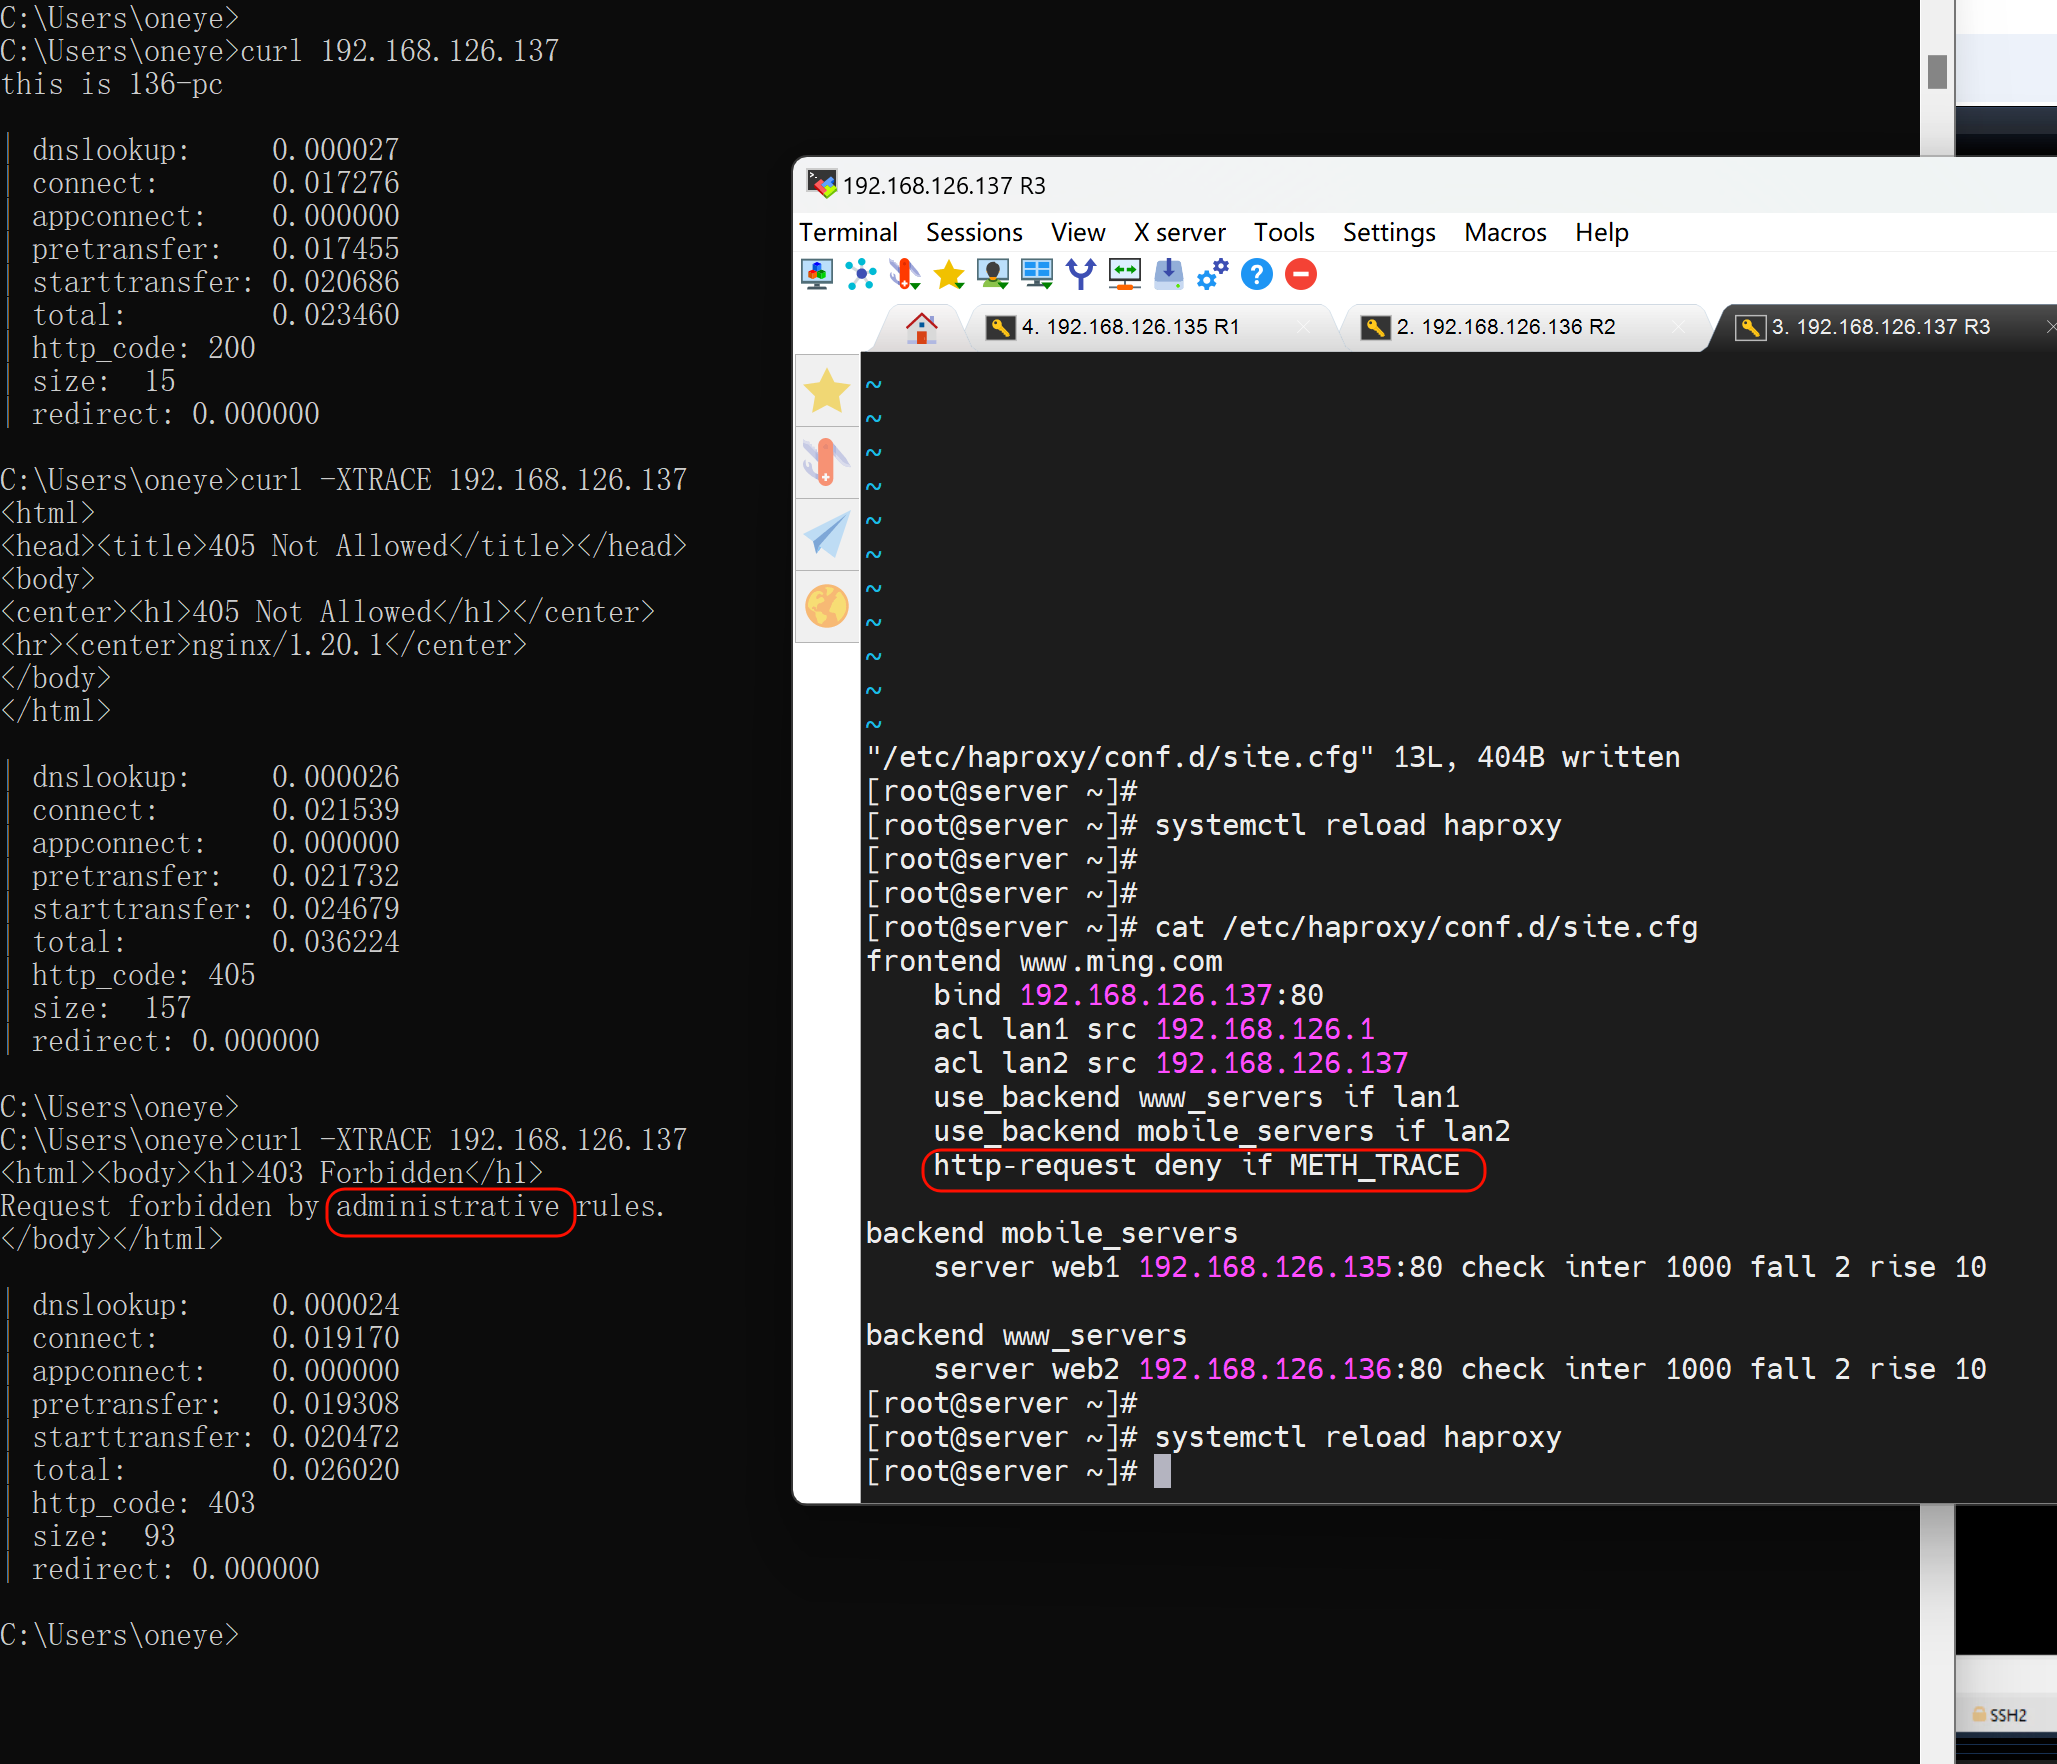 C:\Users\oneye>
C:\Users\oneye>curl 192.168.126.137
this is 136-pc
| dnslookup:     0.000027
| connect:       0.017276
| appconnect:    0.000000
| pretransfer:   0.017455
| starttransfer: 0.020686
| total:         0.023460
| http_code: 200
| size:  15
| redirect: 0.000000
C:\Users\oneye>curl -XTRACE 192.168.126.137
<html>
<head><title>405 Not Allowed</title></head>
<body>
<center><h1>405 Not Allowed</h1></center>
<hr><center>nginx/1.20.1</center>
</body>
</html>
| dnslookup:     0.000026
| connect:       0.021539
| appconnect:    0.000000
| pretransfer:   0.021732
| starttransfer: 0.024679
| total:         0.036224
| http_code: 405
| size:  157
| redirect: 0.000000
C:\Users\oneye>
C:\Users\oneye>curl -XTRACE 192.168.126.137
<html><body><h1>403 Forbidden</h1>
Request forbidden by administrative rules.
</body></html>
| dnslookup:     0.000024
| connect:       0.019170
| appconnect:    0.000000
| pretransfer:   0.019308
| starttransfer: 0.020472
| total:         0.026020
| http_code: 403
| size:  93
| redirect: 0.000000
C:\Users\oneye>
192.168.126.137 R3
Terminal Sessions View X server Tools Settings Macros Help
4. 192.168.126.135 R1
2. 192.168.126.136 R2
3. 192.168.126.137 R3
~
~
~
~
~
~
~
~
~
~
~
"/etc/haproxy/conf.d/site.cfg" 13L, 404B written
[root@server ~]#
[root@server ~]# systemctl reload haproxy
[root@server ~]#
[root@server ~]#
[root@server ~]# cat /etc/haproxy/conf.d/site.cfg
frontend www.ming.com
    bind 192.168.126.137:80
    acl lan1 src 192.168.126.1
    acl lan2 src 192.168.126.137
    use_backend www_servers if lan1
    use_backend mobile_servers if lan2
    http-request deny if METH_TRACE
backend mobile_servers
    server web1 192.168.126.135:80 check inter 1000 fall 2 rise 10
backend www_servers
    server web2 192.168.126.136:80 check inter 1000 fall 2 rise 10
[root@server ~]#
[root@server ~]# systemctl reload haproxy
[root@server ~]#
SSH2